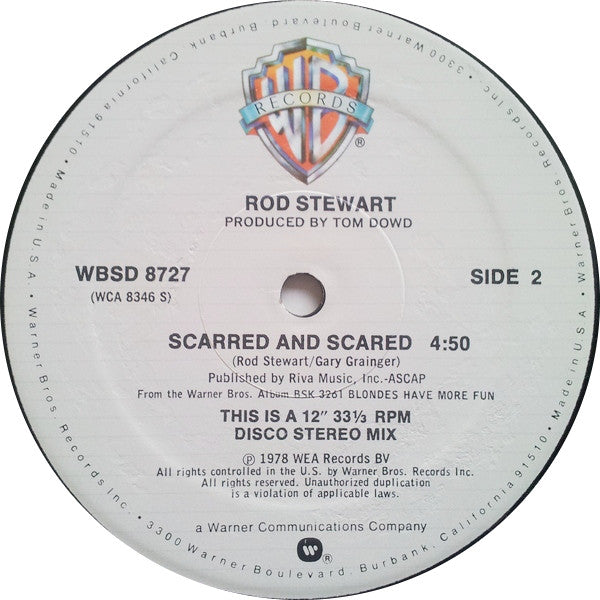 WB
RECORDS
®
ROD STEWART
PRODUCED BY TOM DOWD
WBSD 8727
(WCA 8346 S)
SIDE 2
SCARRED AND SCARED 4:50
(Rod Stewart/Gary Grainger)
Published by Riva Music, Inc.-ASCAP
From the Warner Bros. Album BSK 3261 BLONDES HAVE MORE FUN
THIS IS A 12" 33⅓ RPM
DISCO STEREO MIX
℗ 1978 WEA Records BV
All rights controlled in the U.S. by Warner Bros. Records Inc.
All rights reserved. Unauthorized duplication
is a violation of applicable laws.
a Warner Communications Company
W ®
Warner Bros. Records Inc. • 3300 Warner Boulevard, Burbank, California 91510 • Made in U.S.A. • Warner Bros. Records Inc. • 3300 Warner Boulevard, Burbank, California 91510 • Made in U.S.A. •